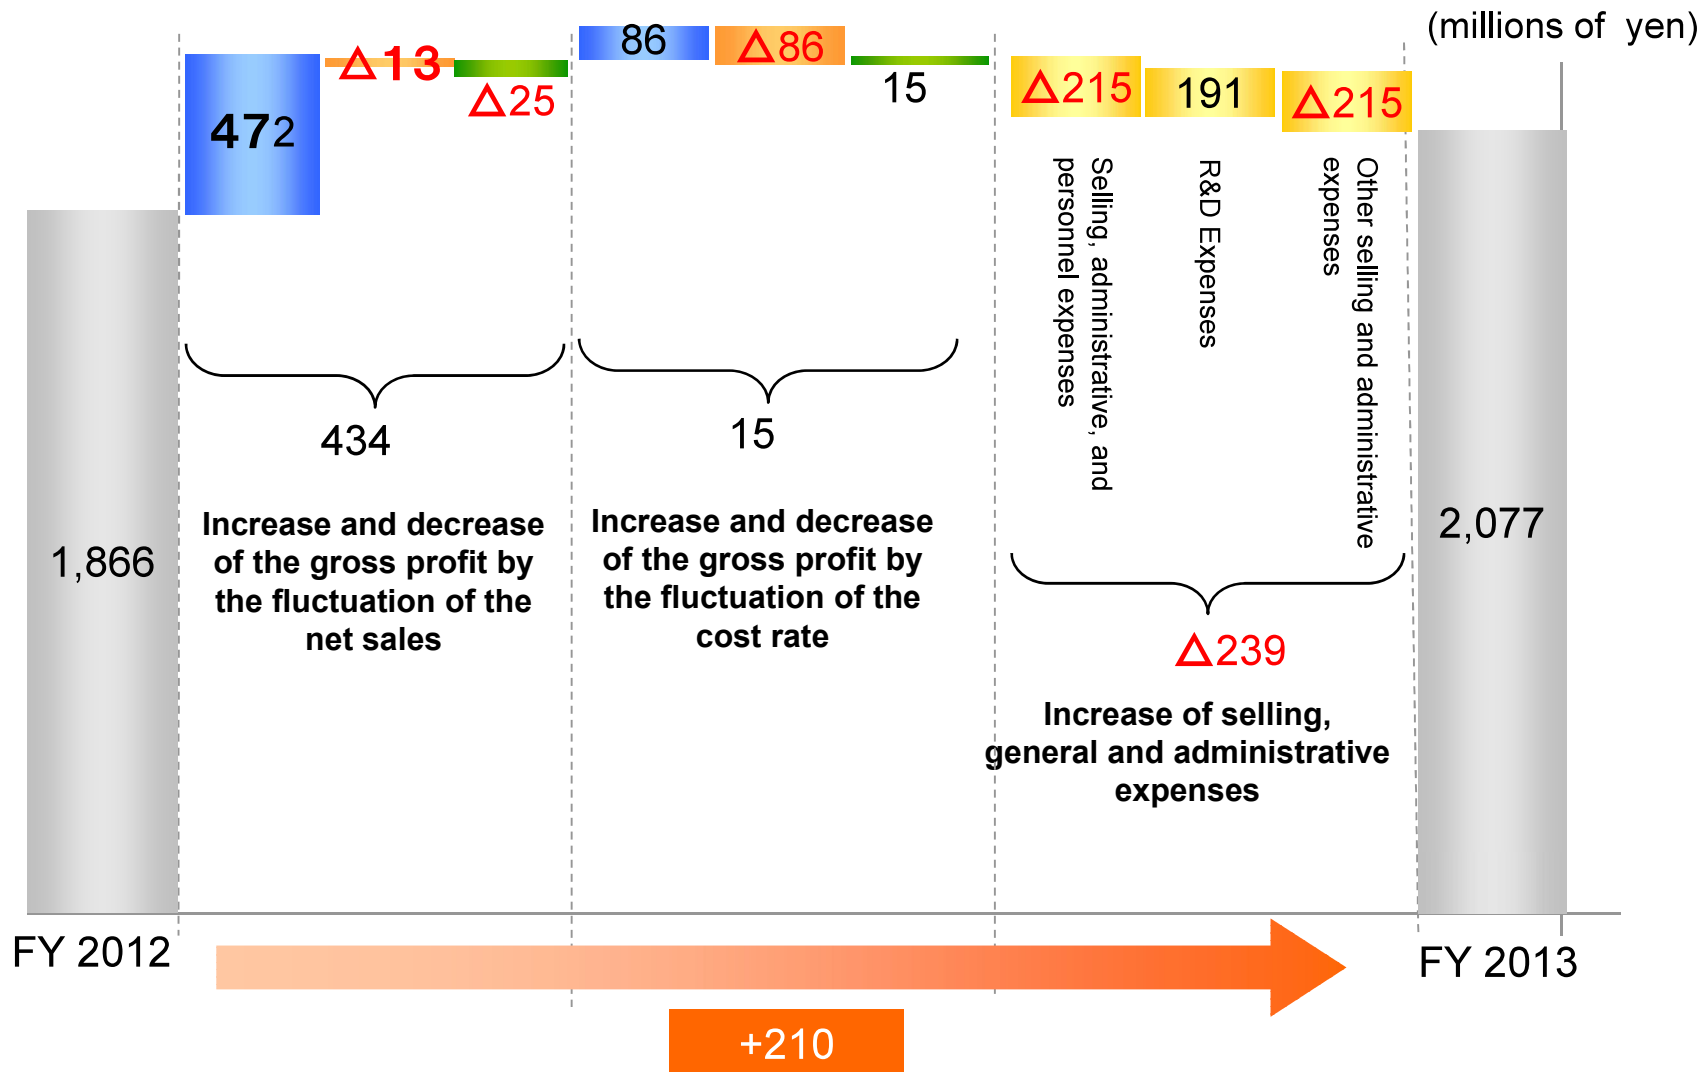 (millions of yen)
472
△13
△25
86
△86
15
△215
191
△215
Selling, administrative, and
personnel expenses
R&D Expenses
Other selling and administrative
expenses
434
15
Increase and decrease
of the gross profit by
the fluctuation of the
net sales
Increase and decrease
of the gross profit by
the fluctuation of the
cost rate
1,866
2,077
△239
Increase of selling,
general and administrative
expenses
FY 2012
FY 2013
+210